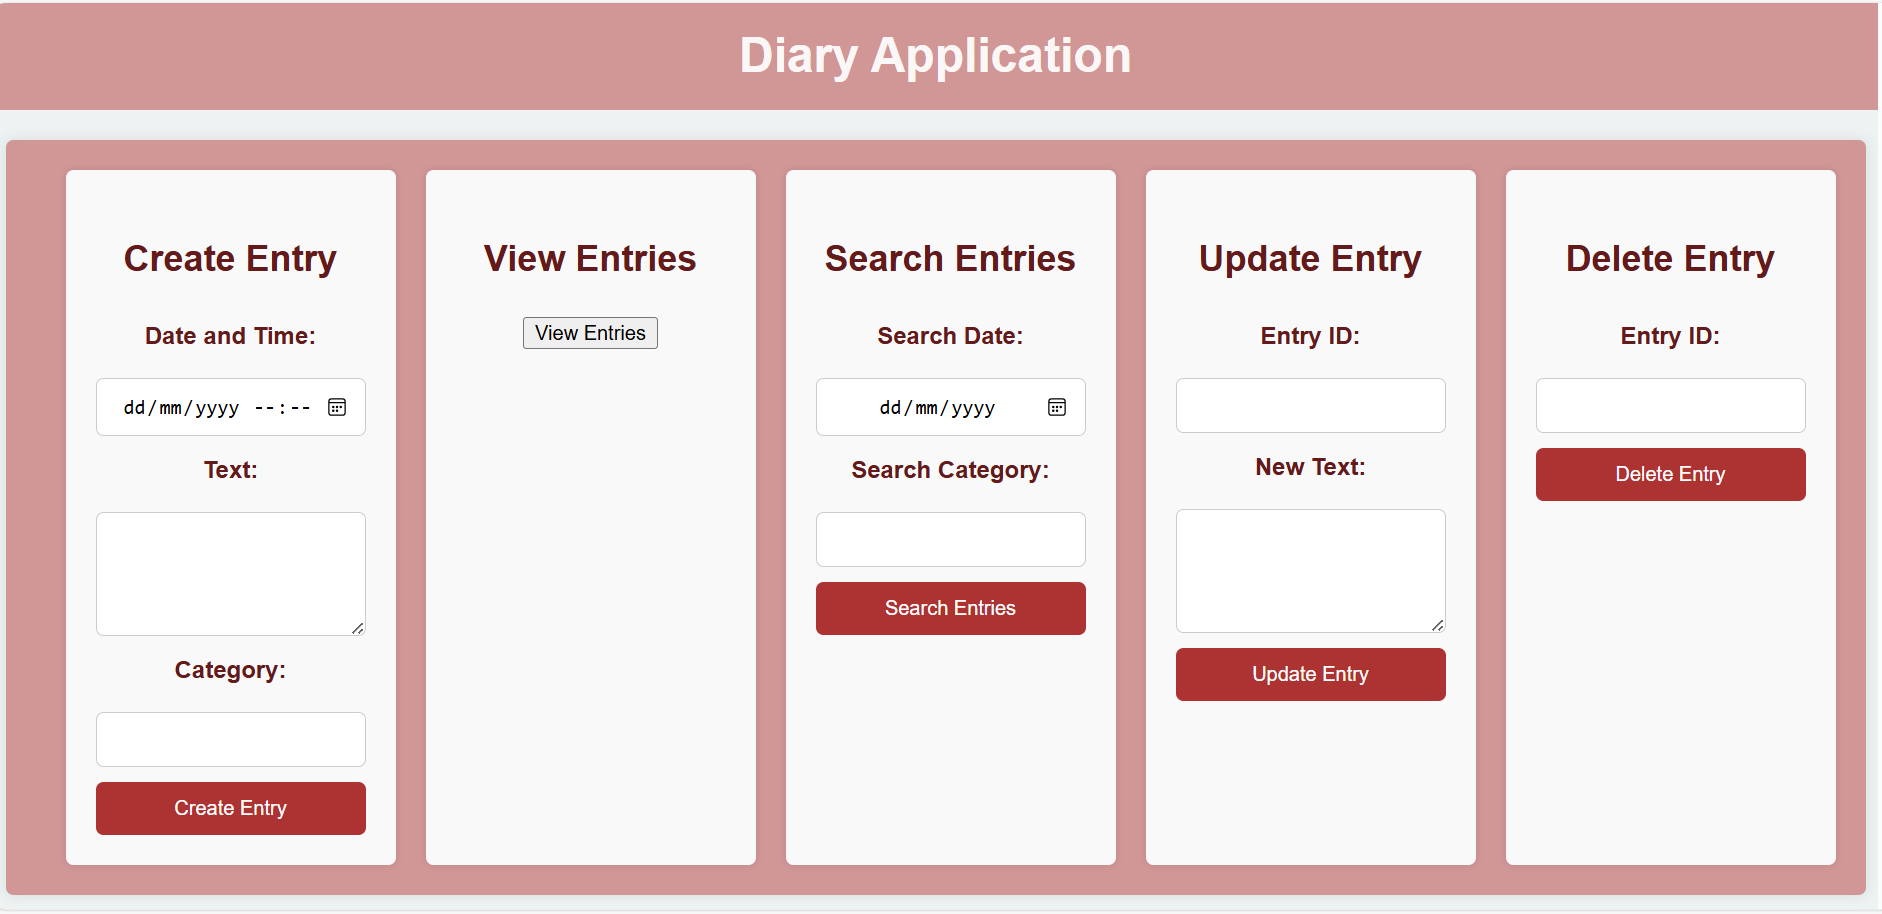 Diary Application
Create Entry
Date and Time:
dd/mm/yyyy --:--
Text:
Category:
Create Entry
View Entries
View Entries
Search Entries
Search Date:
dd/mm/yyyy
Search Category:
Search Entries
Update Entry
Entry ID:
New Text:
Update Entry
Delete Entry
Entry ID:
Delete Entry